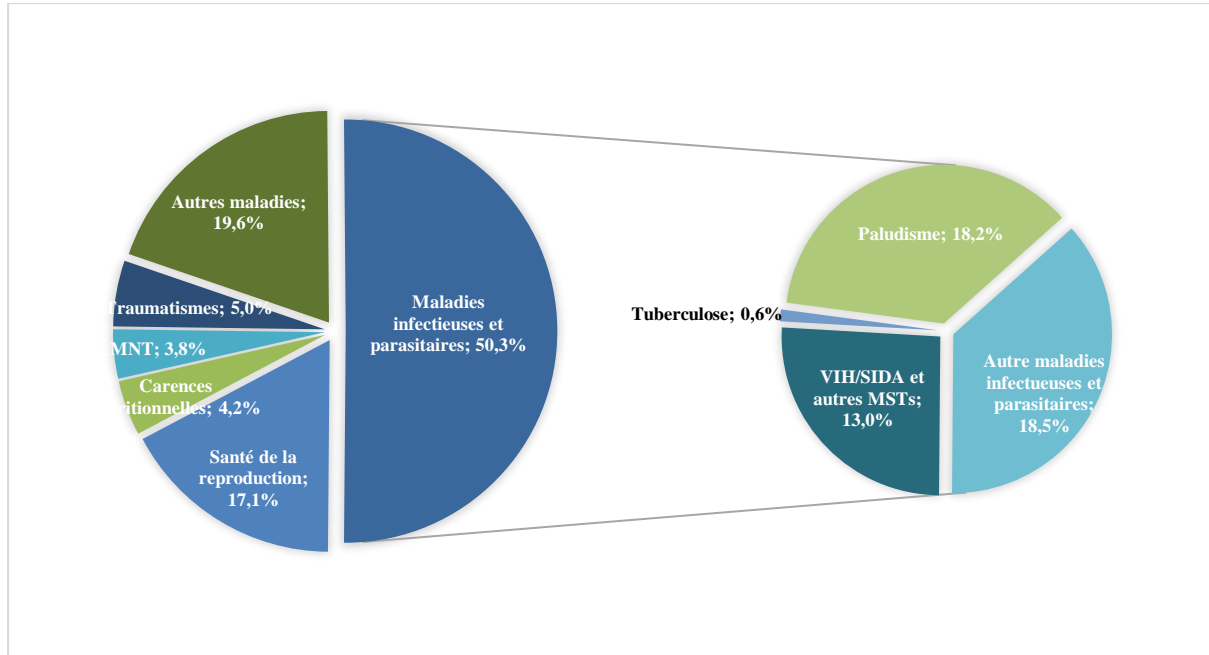 Autres maladies;
19,6%
Traumatismes; 5,0%
MNT; 3,8%
Carences
ritionnelles; 4,2%
Santé de la
reproduction;
17,1%
Maladies
infectieuses et
parasitaires; 50,3%
Paludisme; 18,2%
Tuberculose; 0,6%
VIH/SIDA et
autres MSTs;
13,0%
Autre maladies
infectueuses et
parasitaires;
18,5%